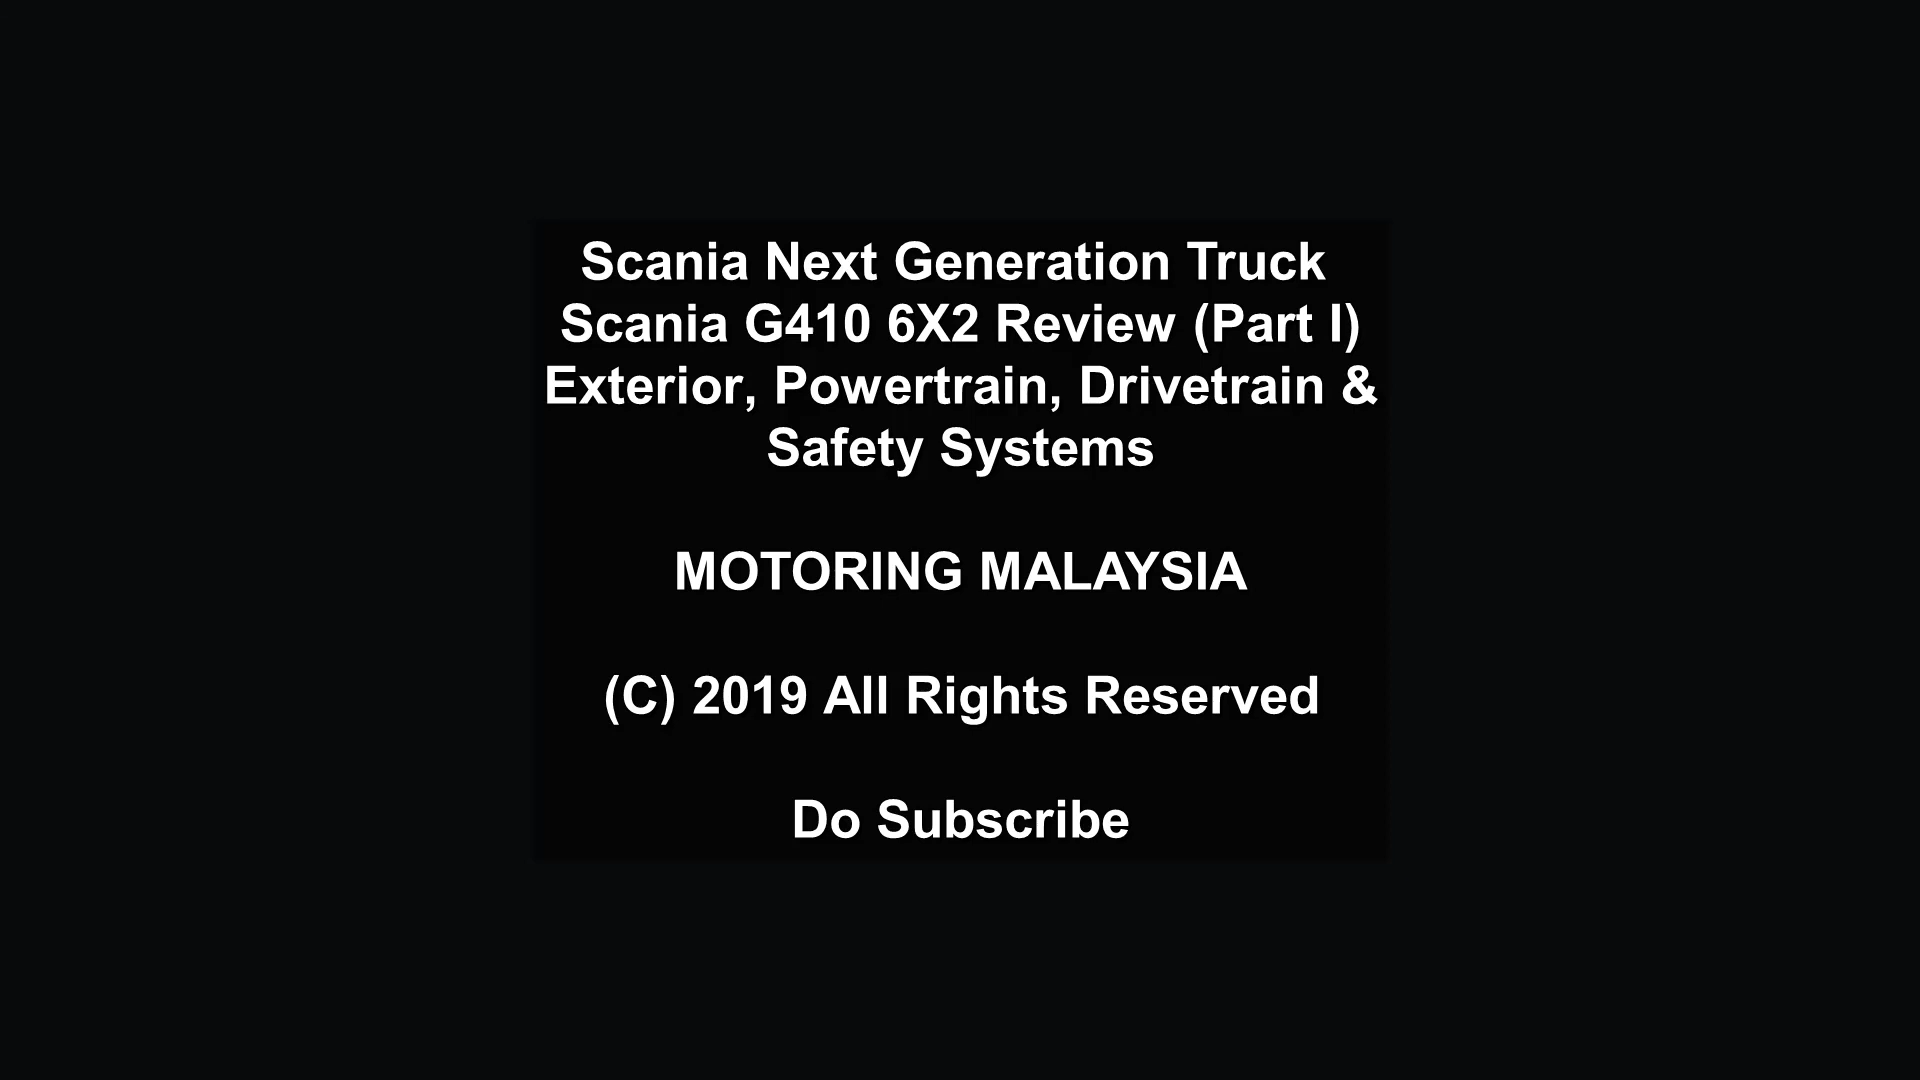 Scania Next Generation Truck
Scania G410 6X2 Review (Part I)
Exterior, Powertrain, Drivetrain &
Safety Systems
MOTORING MALAYSIA
(C) 2019 All Rights Reserved
Do Subscribe